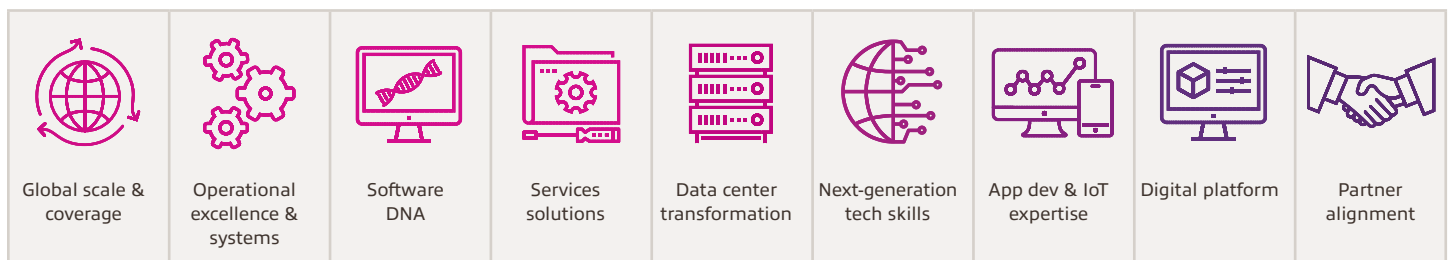 Global scale &
coverage
Operational
excellence &
systems
Software
DNA
Services
solutions
Data center
transformation
Next-generation
tech skills
App dev & IoT
expertise
Digital platform
Partner
alignment